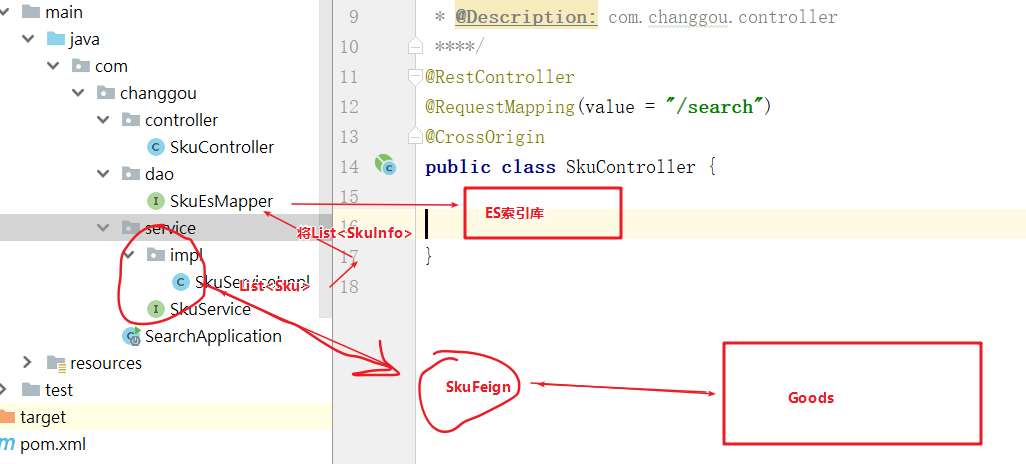 main
java
com
changgou
controller
SkuController
dao
SkuEsMapper
service
impl
SkuServiceImpl
SkuService
SearchApplication
resources
test
target
pom.xml
9 * @Description: com.changgou.controller
10 ****/
11 @RestController
12 @RequestMapping(value = "/search")
13 @CrossOrigin
14 public class SkuController {
15
16
17 }
18
ES索引库
将List<SkuInfo>
List<Sku>
SkuFeign
Goods